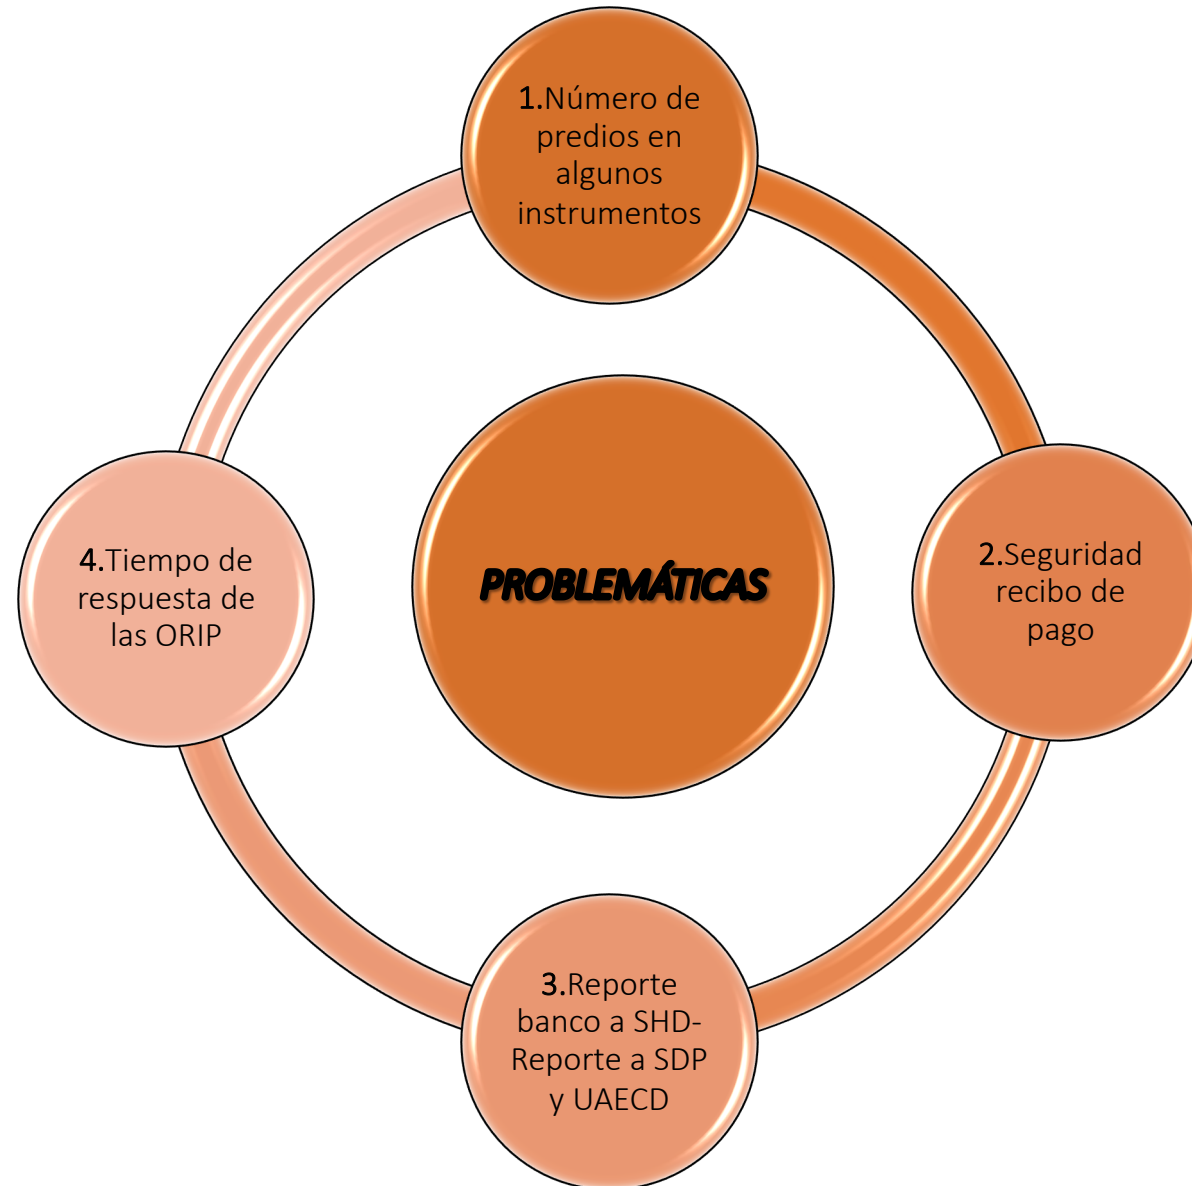 1.Número de
predios en
algunos
instrumentos
2.Seguridad
recibo de
pago
3.Reporte
banco a SHD-
Reporte a SDP
y UAECD
4.Tiempo de
respuesta de
las ORIP
PROBLEMÁTICAS